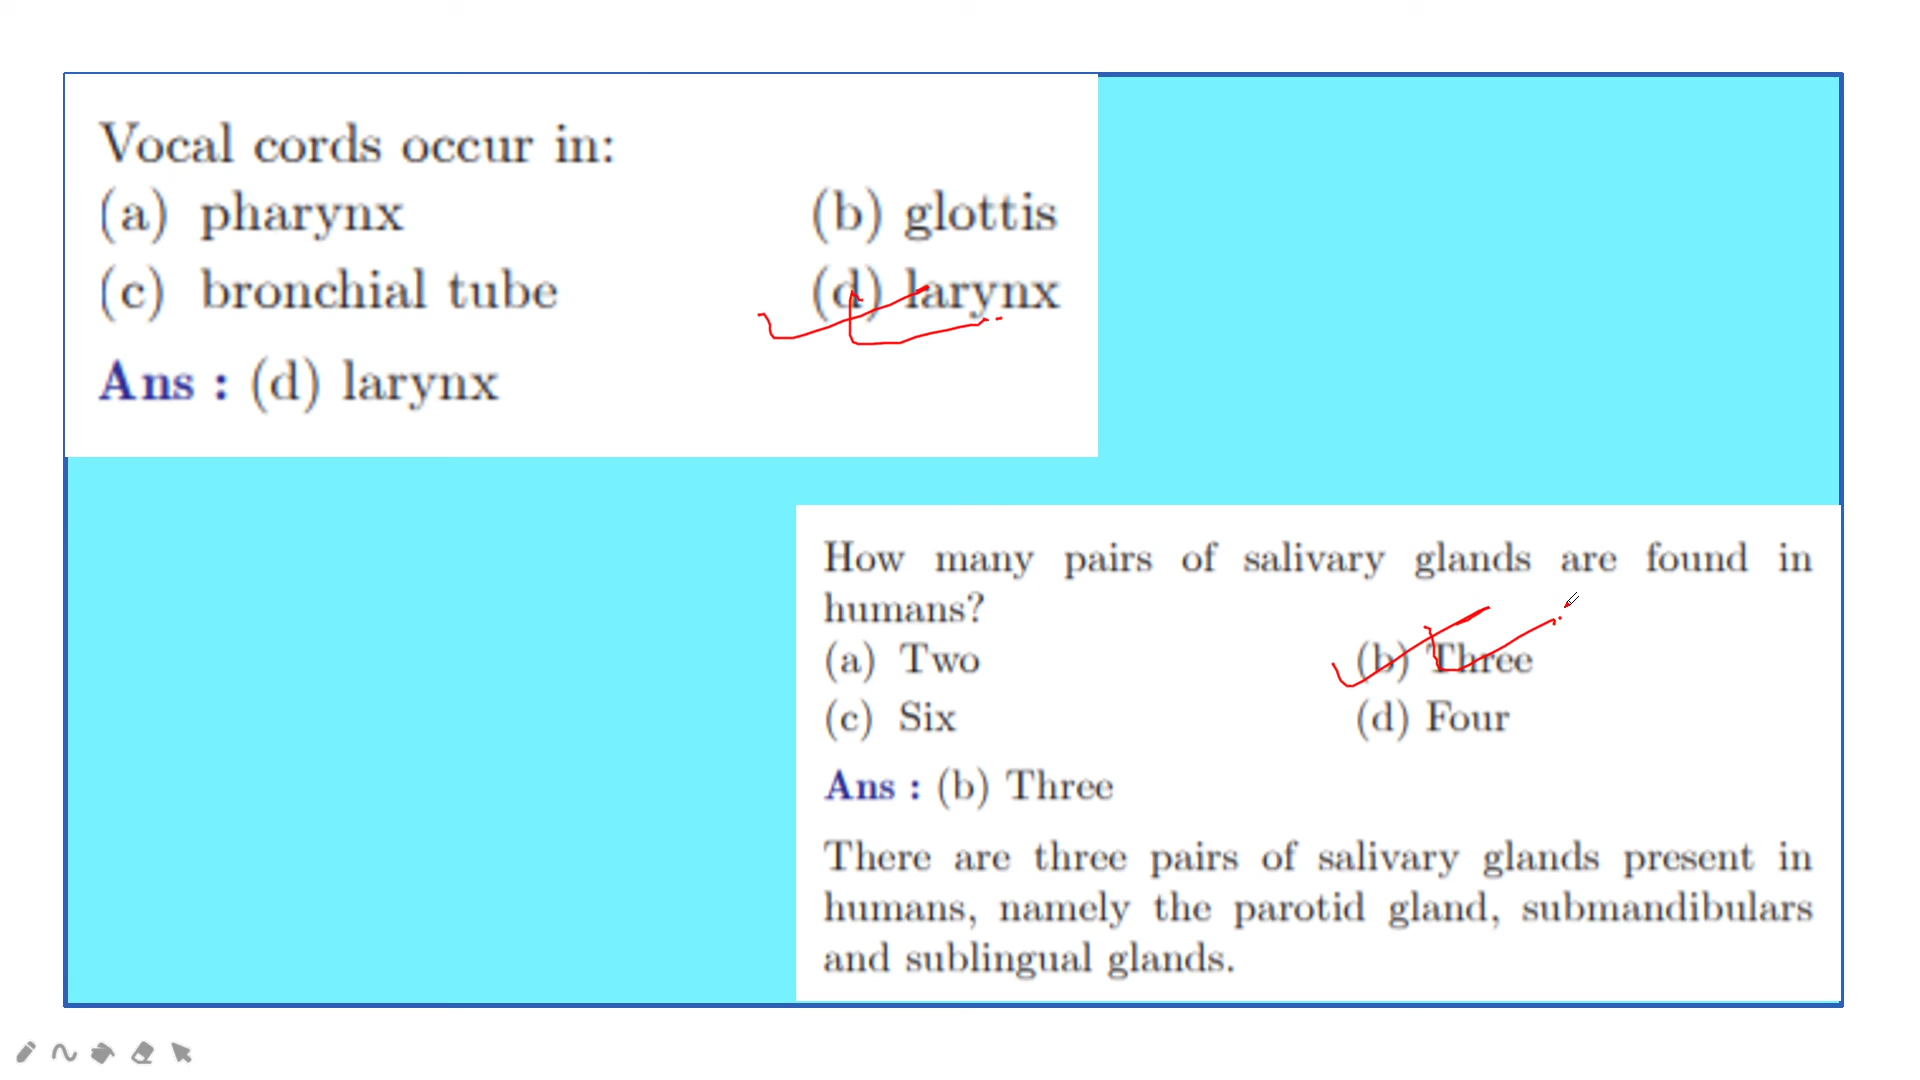 Vocal cords occur in:
(a) pharynx (b) glottis
(c) bronchial tube (d) larynx
Ans : (d) larynx
How many pairs of salivary glands are found in
humans?
(a) Two (b) Three
(c) Six (d) Four
Ans : (b) Three
There are three pairs of salivary glands present in
humans, namely the parotid gland, submandibulars
and sublingual glands.